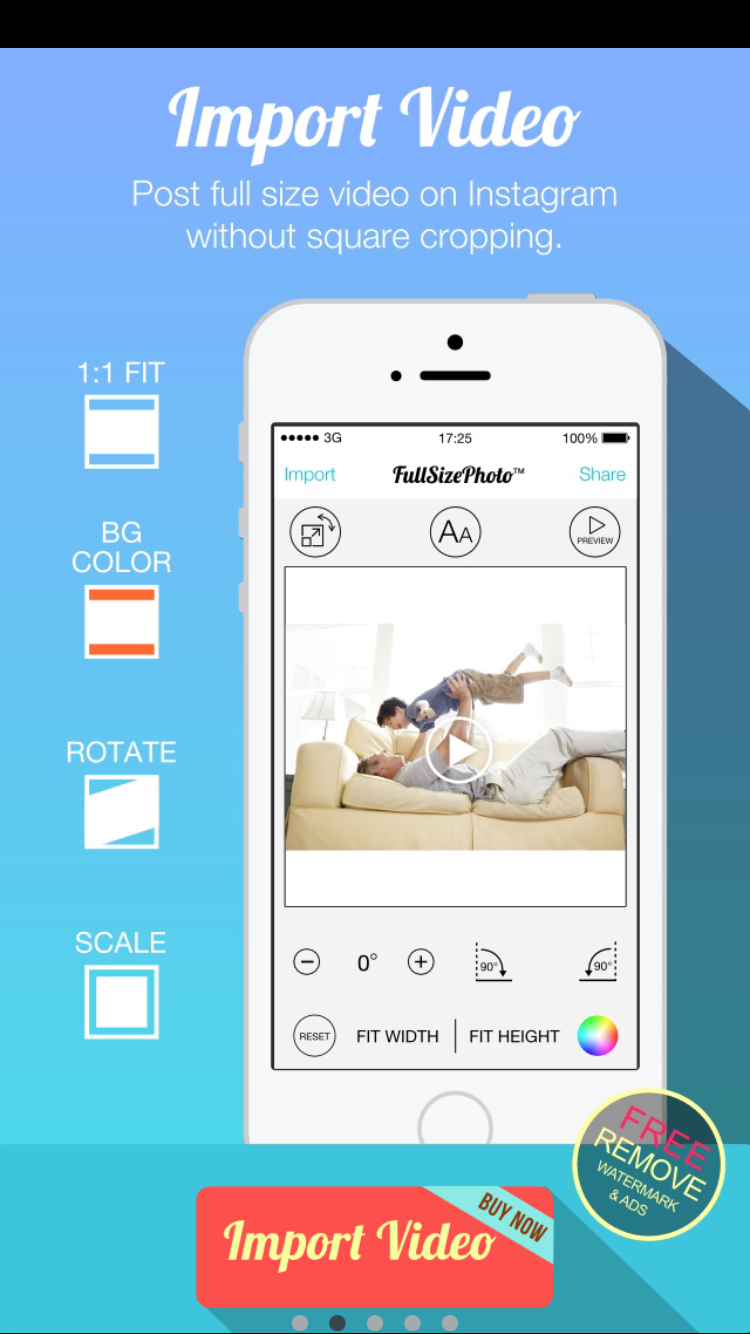 Import Video
Post full size video on Instagram
without square cropping.
1:1 FIT
BG
COLOR
ROTATE
SCALE
3G
17:25
100%
Import
FullSizePhoto™
Share
AA
PREVIEW
0°
90°
90°
RESET
FIT WIDTH
FIT HEIGHT
FREE
REMOVE
WATERMARK
& ADS
BUY NOW
Import Video